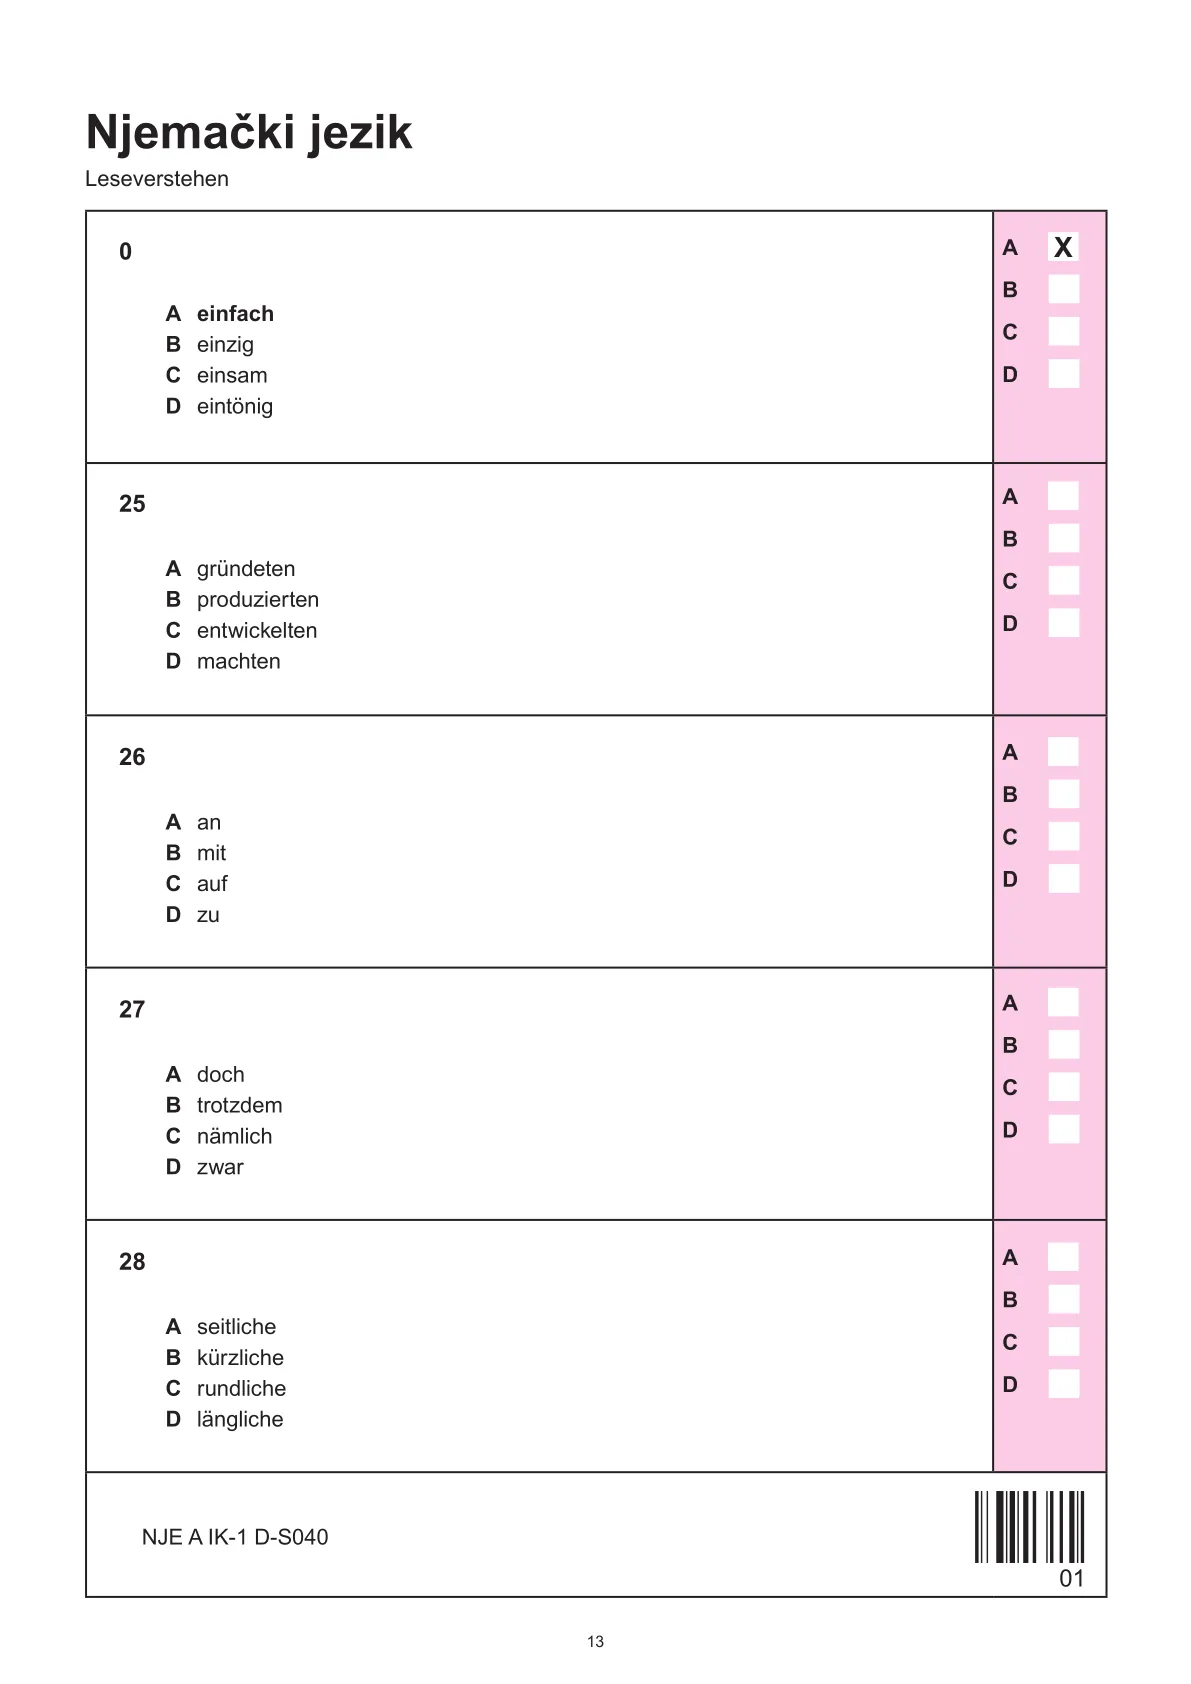 Njemački jezik
Leseverstehen
0
A einfach
B einzig
C einsam
D eintönig
A X
B
C
D
25
A gründeten
B produzierten
C entwickelten
D machten
A
B
C
D
26
A an
B mit
C auf
D zu
A
B
C
D
27
A doch
B trotzdem
C nämlich
D zwar
A
B
C
D
28
A seitliche
B kürzliche
C rundliche
D längliche
A
B
C
D
NJE A IK-1 D-S040
01
13